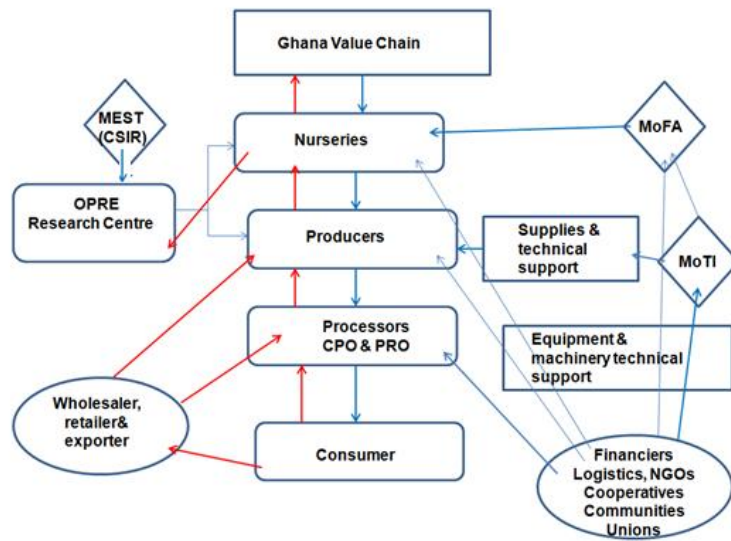 Ghana Value Chain
MEST
(CSIR)
Nurseries
MoFA
OPRE
Research Centre
Producers
Supplies &
technical
support
MoTI
Processors
CPO & PRO
Equipment &
machinery technical
support
Wholesaler,
retailer&
exporter
Consumer
Financiers
Logistics, NGOs
Cooperatives
Communities
Unions